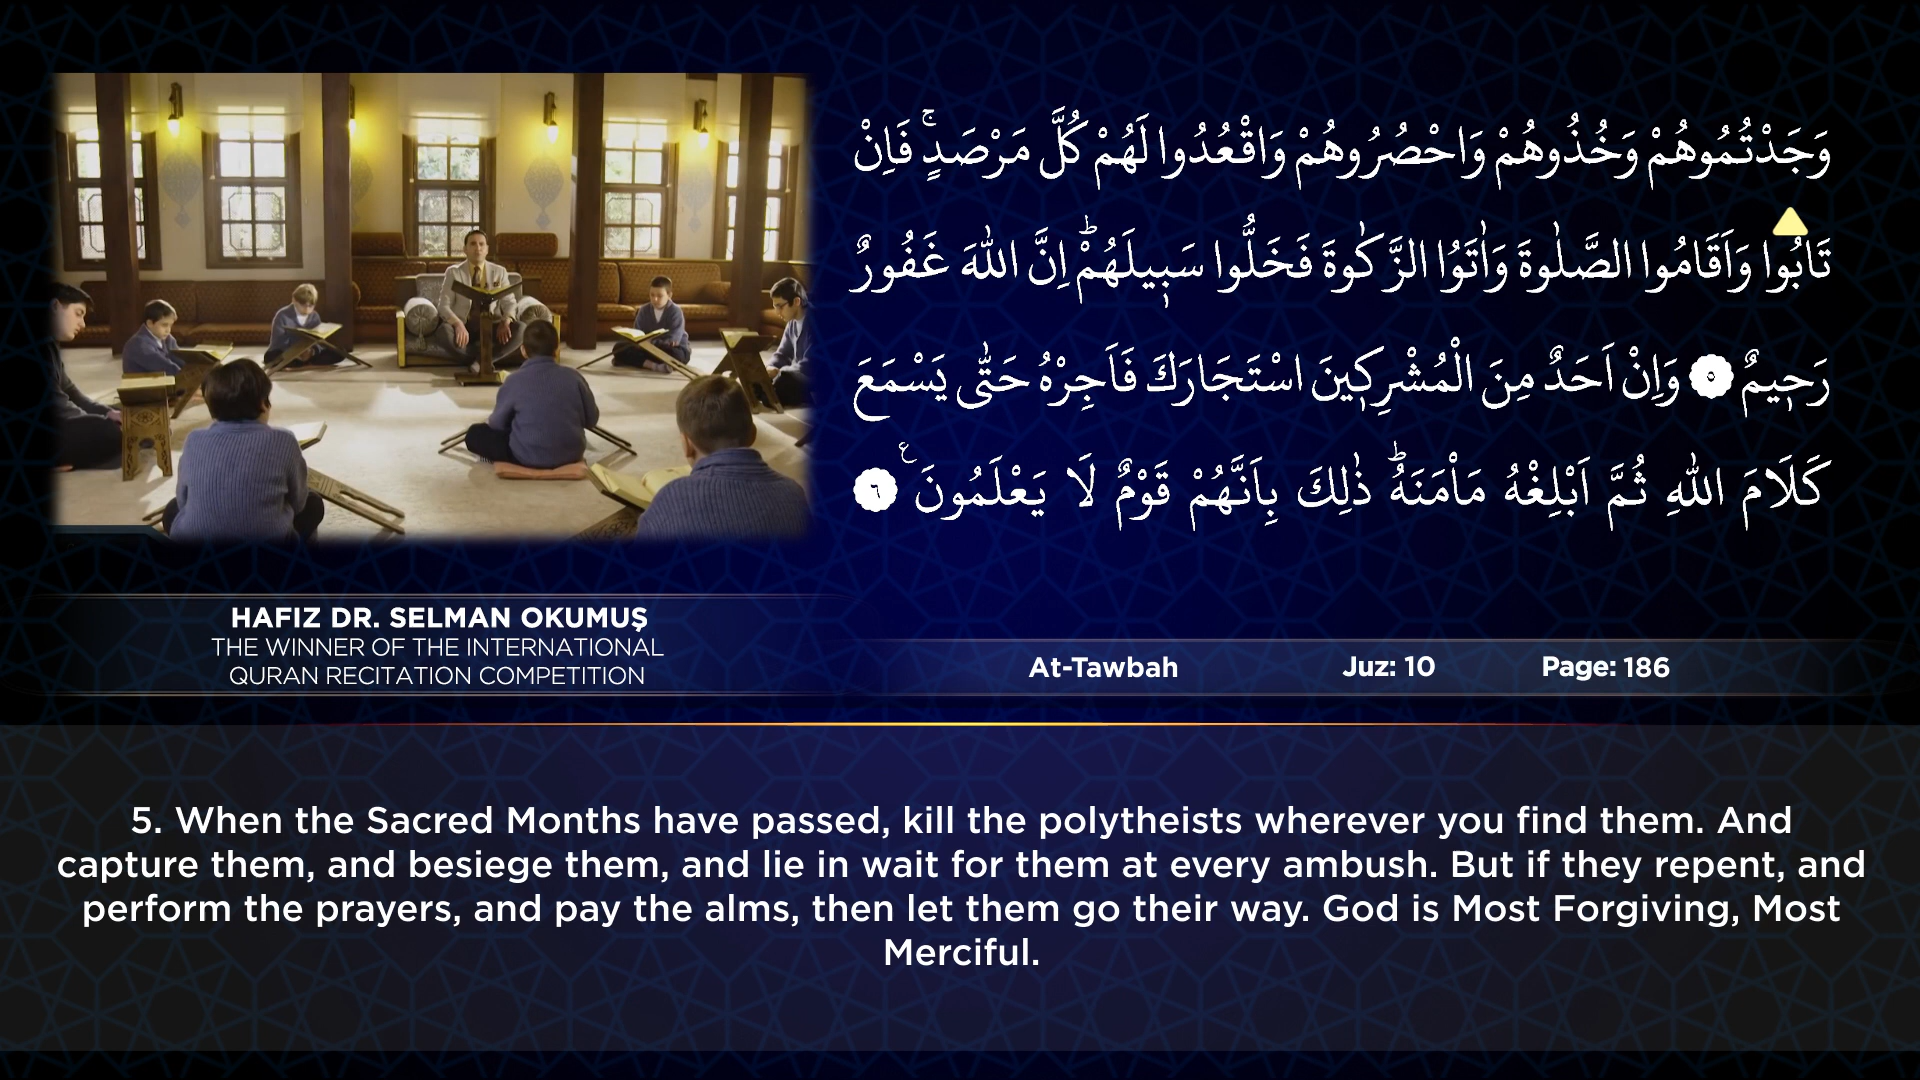 وَجَدْتُمُوهُمْ وَخُذُوهُمْ وَاحْصُرُوهُمْ وَاقْعُدُوا لَهُمْ كُلَّ مَرْصَدٍۚ فَاِنْ
تَابُوا وَاَقَامُوا الصَّلٰوةَ وَاٰتَوُا الزَّكٰوةَ فَخَلُّوا سَبٖيلَهُمْؕ اِنَّ اللّٰهَ غَفُورٌ
رَحٖيمٌ ٥ وَاِنْ اَحَدٌ مِنَ الْمُشْرِكٖينَ اسْتَجَارَكَ فَاَجِرْهُ حَتّٰى يَسْمَعَ
كَلَامَ اللّٰهِ ثُمَّ اَبْلِغْهُ مَاْمَنَهُؕ ذٰلِكَ بِاَنَّهُمْ قَوْمٌ لَا يَعْلَمُونَ ع ٦
HAFIZ DR. SELMAN OKUMUŞ
THE WINNER OF THE INTERNATIONAL
QURAN RECITATION COMPETITION
At-Tawbah Juz: 10 Page: 186
5. When the Sacred Months have passed, kill the polytheists wherever you find them. And
capture them, and besiege them, and lie in wait for them at every ambush. But if they repent, and
perform the prayers, and pay the alms, then let them go their way. God is Most Forgiving, Most
Merciful.